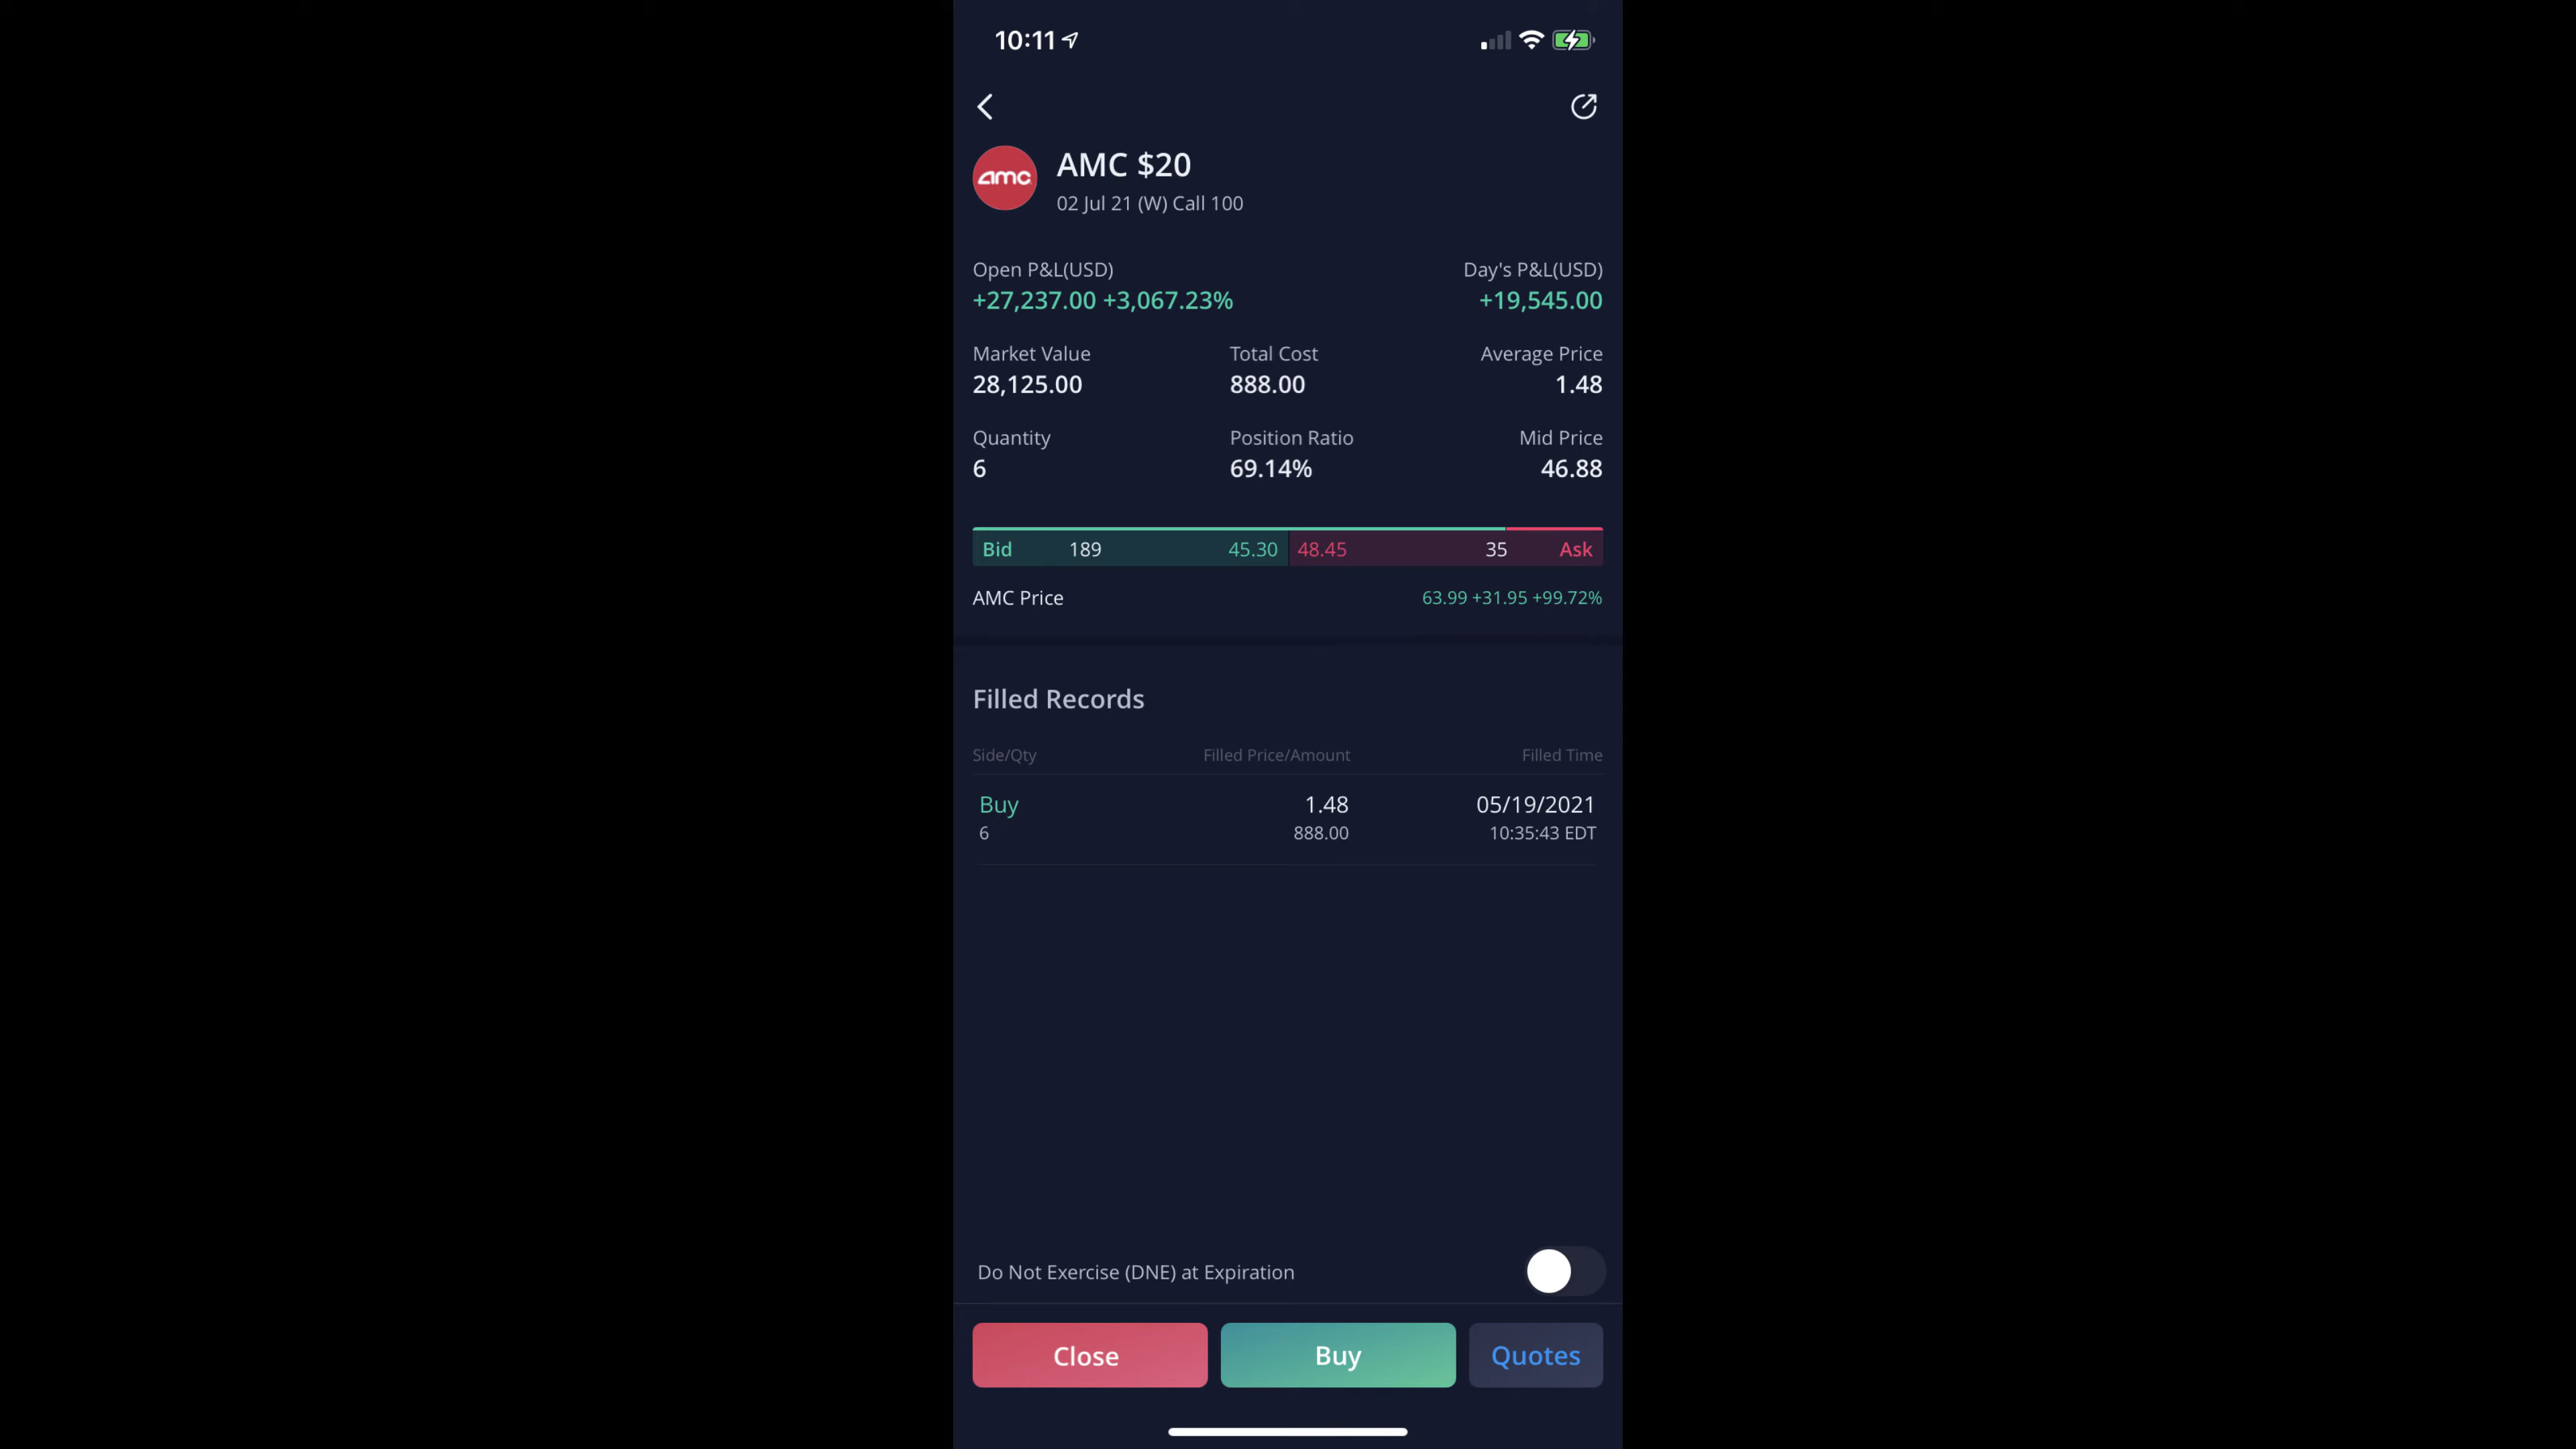 10:11
amc
AMC $20
02 Jul 21 (W) Call 100
Open P&L(USD) Day's P&L(USD)
+27,237.00 +3,067.23% +19,545.00
Market Value Total Cost Average Price
28,125.00 888.00 1.48
Quantity Position Ratio Mid Price
6 69.14% 46.88
Bid 189 45.30 48.45 35 Ask
AMC Price 63.99 +31.95 +99.72%
Filled Records
Side/Qty Filled Price/Amount Filled Time
Buy 1.48 05/19/2021
6 888.00 10:35:43 EDT
Do Not Exercise (DNE) at Expiration
Close Buy Quotes